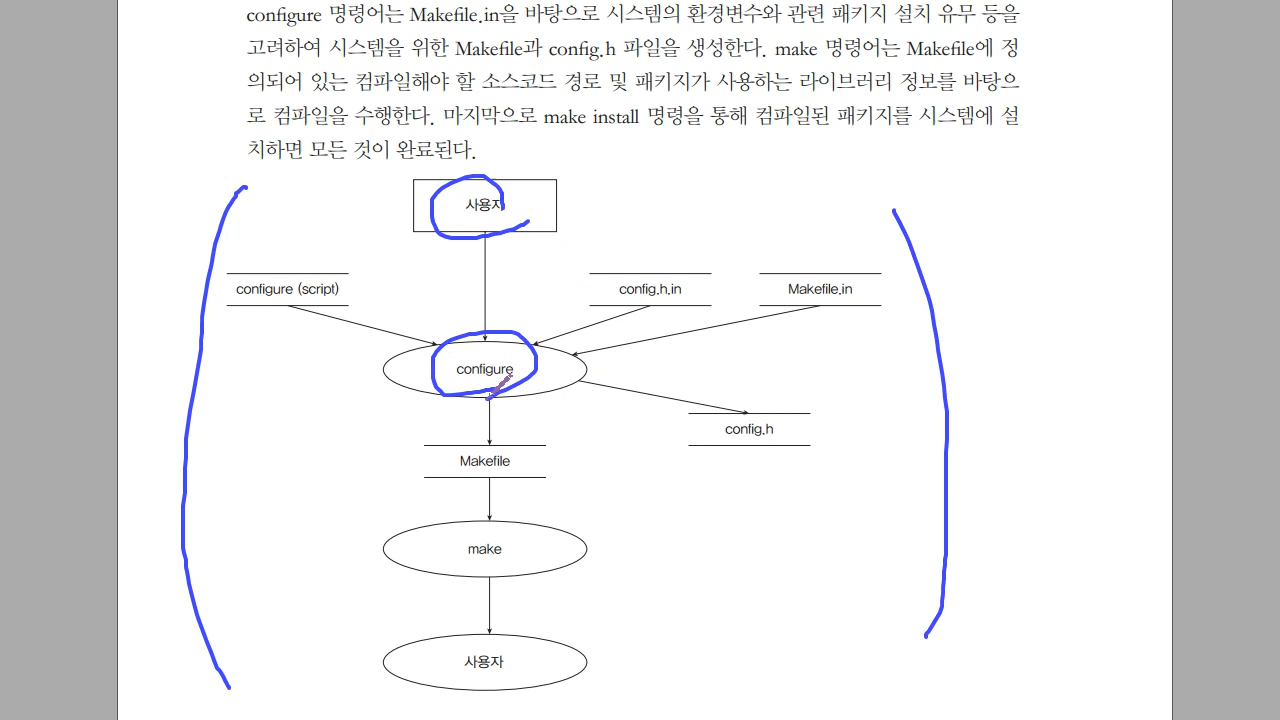 configure 명령어는 Makefile.in을 바탕으로 시스템의 환경변수와 관련 패키지 설치 유무 등을
고려하여 시스템을 위한 Makefile과 config.h 파일을 생성한다. make 명령어는 Makefile에 정
의되어 있는 컴파일해야 할 소스코드 경로 및 패키지가 사용하는 라이브러리 정보를 바탕으
로 컴파일을 수행한다. 마지막으로 make install 명령을 통해 컴파일된 패키지를 시스템에 설
치하면 모든 것이 완료된다.
사용자
configure (script)
config.h.in
Makefile.in
configure
config.h
Makefile
make
사용자